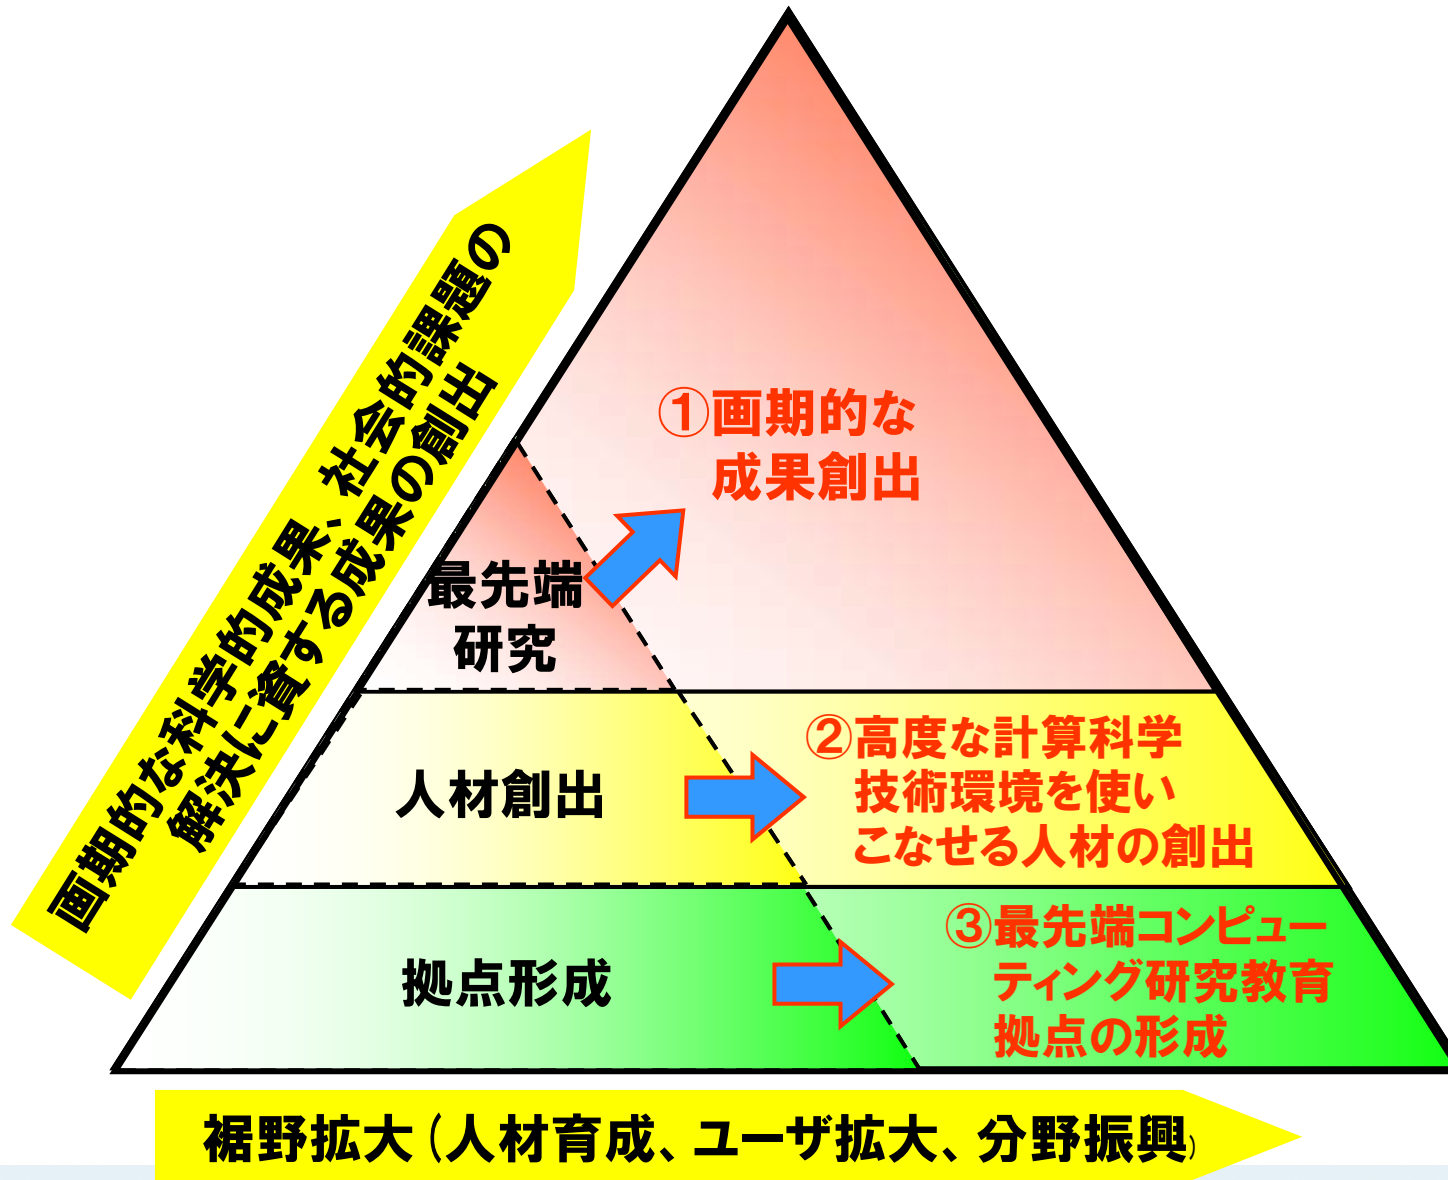 画期的な科学的成果、社会的課題の
解決に資する成果の創出
①画期的な
成果創出
最先端
研究
②高度な計算科学
技術環境を使い
こなせる人材の創出
人材創出
③最先端コンピュー
ティング研究教育
拠点の形成
拠点形成
裾野拡大(人材育成、ユーザ拡大、分野振興)